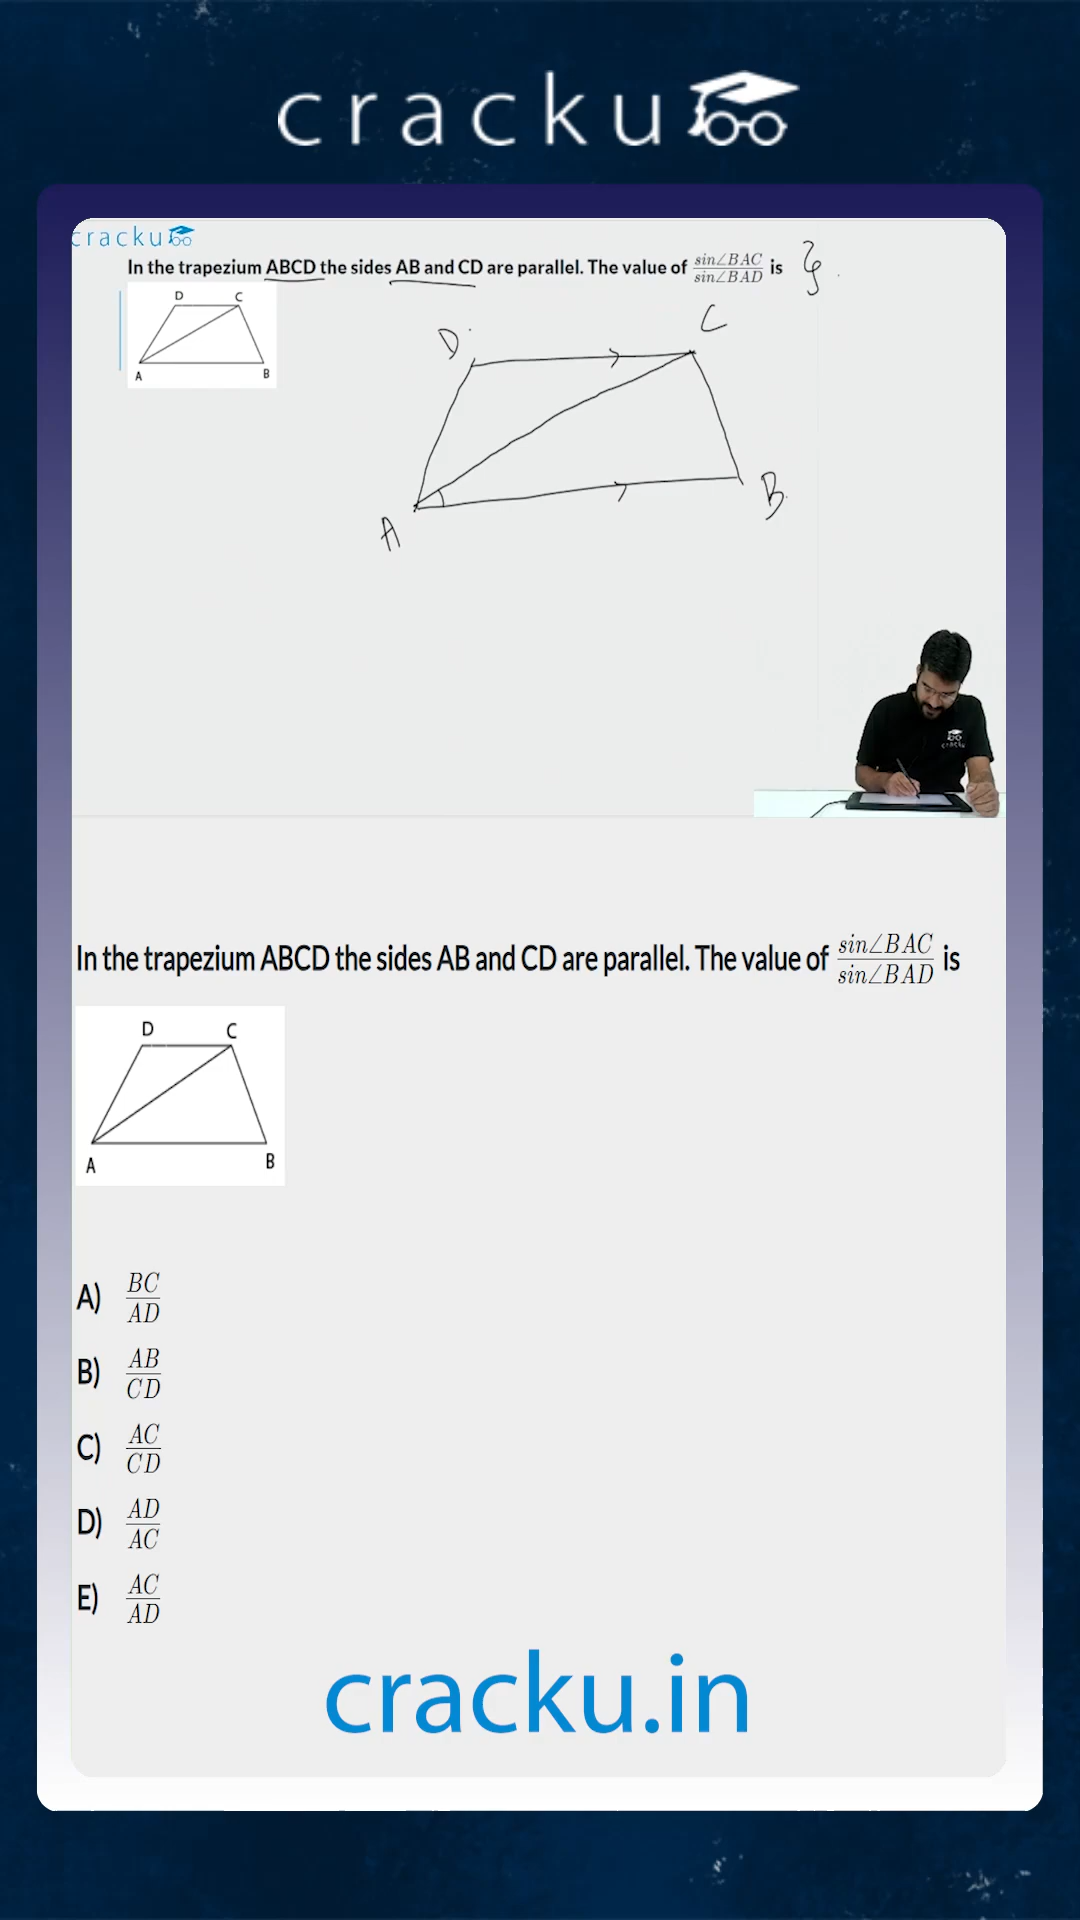 cracku
cracku
In the trapezium ABCD the sides AB and CD are parallel. The value of sin∠BAC/sin∠BAD is
D C
A B
D C
A B
cracku
In the trapezium ABCD the sides AB and CD are parallel. The value of sin∠BAC/sin∠BAD is
D C
A B
A) BC/AD
B) AB/CD
C) AC/CD
D) AD/AC
E) AC/AD
cracku.in